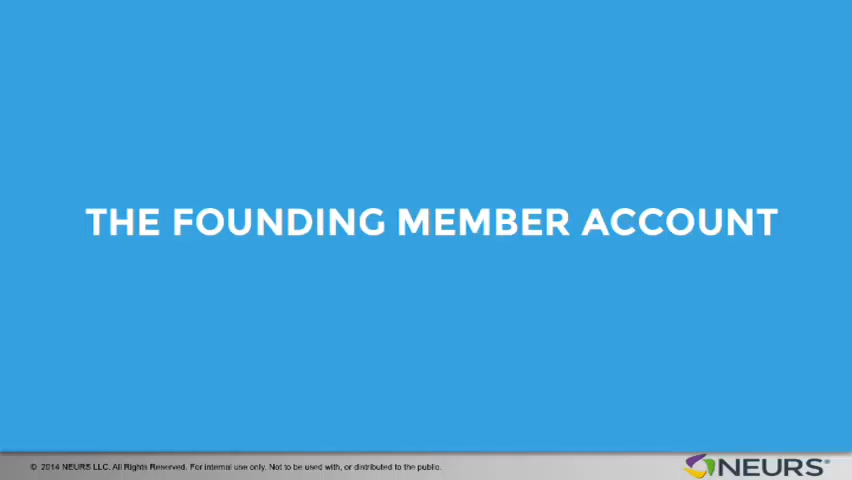 THE FOUNDING MEMBER ACCOUNT
© 2014 NEURS LLC. All Rights Reserved. For internal use only. Not to be used with, or distributed to the public.
NEURS®